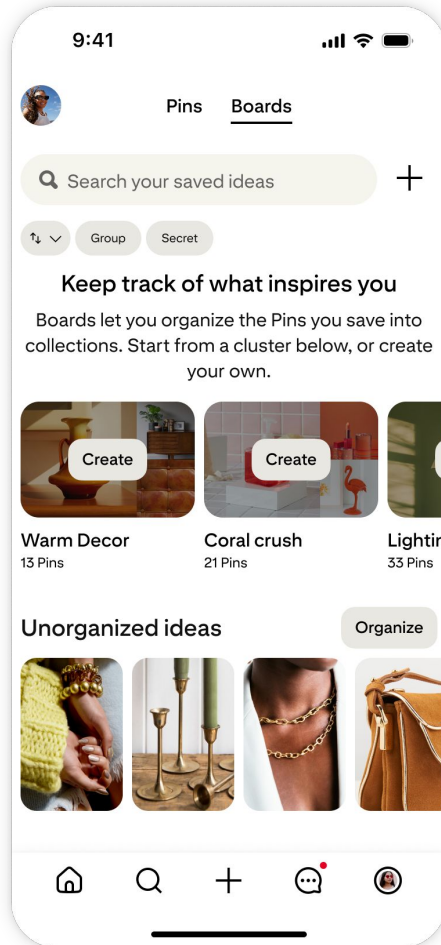 9:41
Pins Boards
Search your saved ideas
Group Secret
Keep track of what inspires you
Boards let you organize the Pins you save into
collections. Start from a cluster below, or create
your own.
Create Create
Warm Decor Coral crush
13 Pins 21 Pins 33 Pins
Unorganized ideas Organize